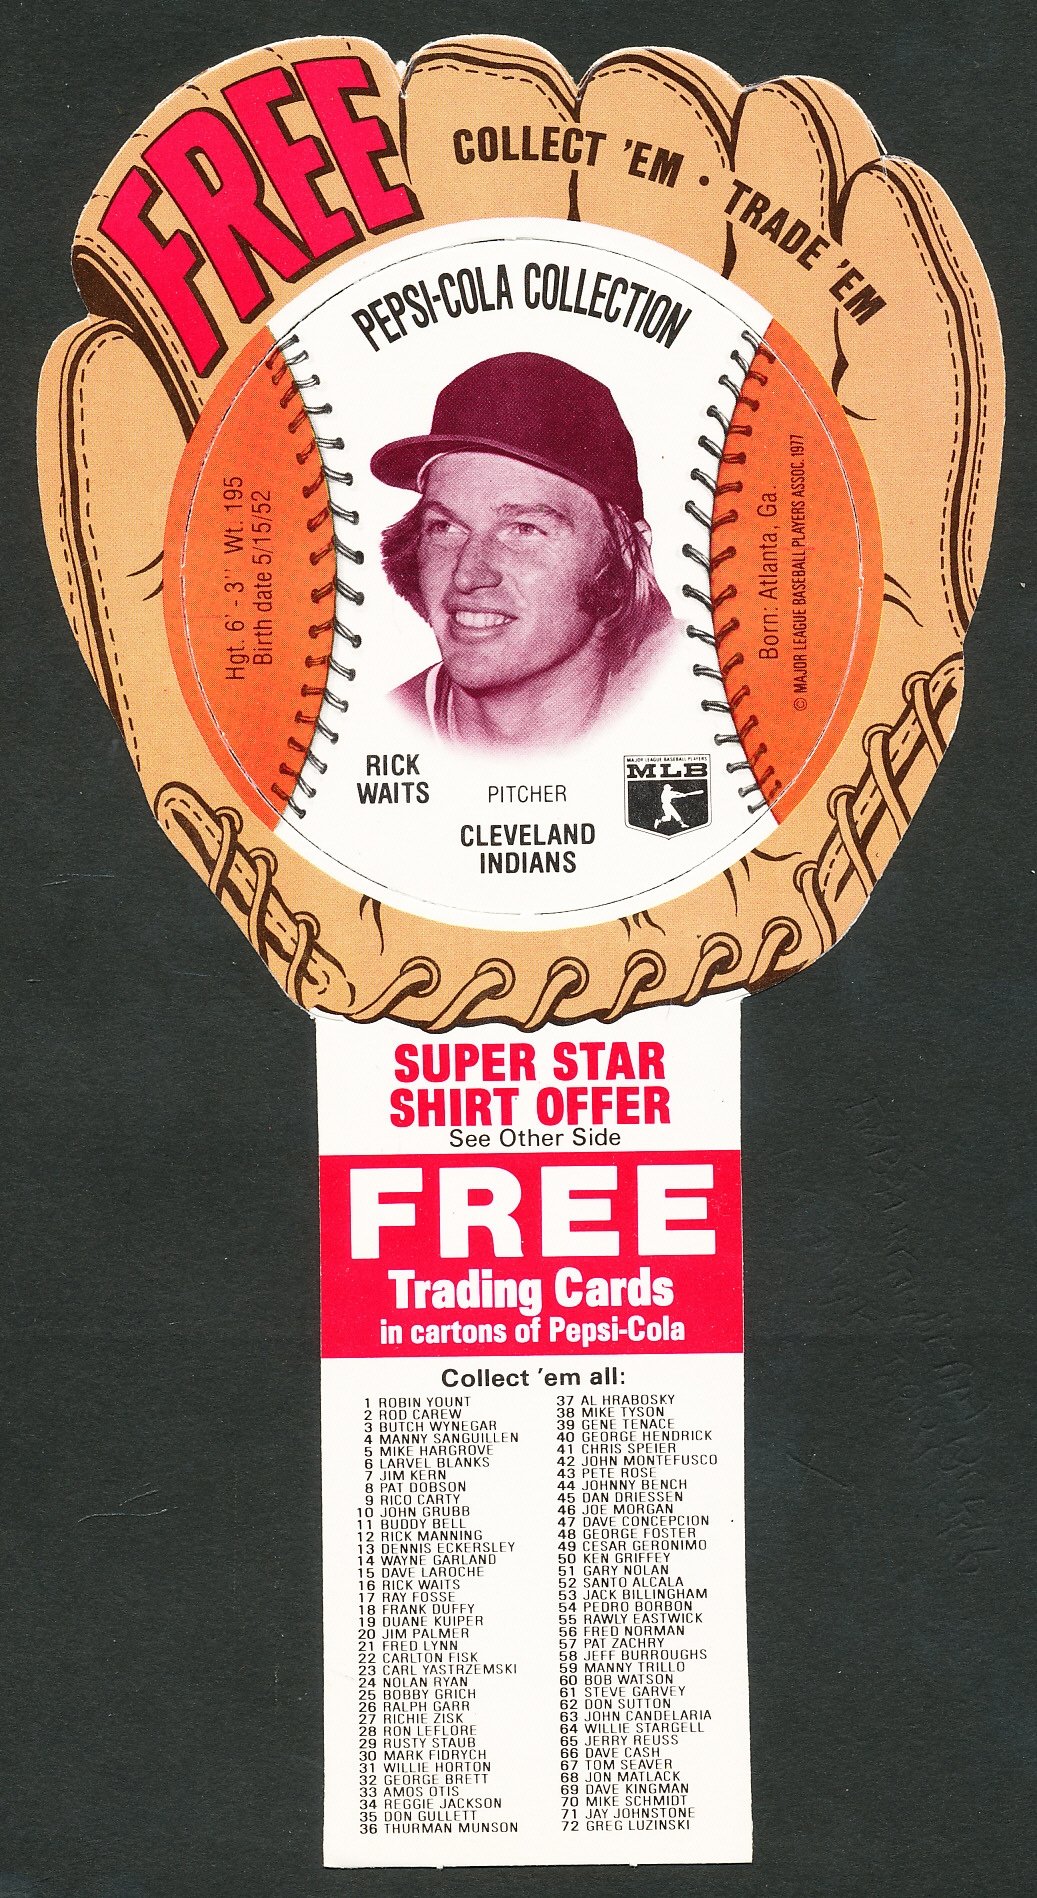 FREE
COLLECT 'EM • TRADE 'EM
PEPSI-COLA COLLECTION
Hgt. 6' - 3'' Wt. 195
Birth date 5/15/52
Born: Atlanta, Ga.
© MAJOR LEAGUE BASEBALL PLAYERS ASSOC. 1977
RICK
WAITS
PITCHER
CLEVELAND
INDIANS
MAJOR LEAGUE BASEBALL PLAYERS
MLB
SUPER STAR
SHIRT OFFER
See Other Side
FREE
Trading Cards
in cartons of Pepsi-Cola
Collect 'em all:
1 ROBIN YOUNT
2 ROD CAREW
3 BUTCH WYNEGAR
4 MANNY SANGUILLEN
5 MIKE HARGROVE
6 LARVEL BLANKS
7 JIM KERN
8 PAT DOBSON
9 RICO CARTY
10 JOHN GRUBB
11 BUDDY BELL
12 RICK MANNING
13 DENNIS ECKERSLEY
14 WAYNE GARLAND
15 DAVE LAROCHE
16 RICK WAITS
17 RAY FOSSE
18 FRANK DUFFY
19 DUANE KUIPER
20 JIM PALMER
21 FRED LYNN
22 CARLTON FISK
23 CARL YASTRZEMSKI
24 NOLAN RYAN
25 BOBBY GRICH
26 RALPH GARR
27 RICHIE ZISK
28 RON LEFLORE
29 RUSTY STAUB
30 MARK FIDRYCH
31 WILLIE HORTON
32 GEORGE BRETT
33 AMOS OTIS
34 REGGIE JACKSON
35 DON GULLETT
36 THURMAN MUNSON
37 AL HRABOSKY
38 MIKE TYSON
39 GENE TENACE
40 GEORGE HENDRICK
41 CHRIS SPEIER
42 JOHN MONTEFUSCO
43 PETE ROSE
44 JOHNNY BENCH
45 DAN DRIESSEN
46 JOE MORGAN
47 DAVE CONCEPCION
48 GEORGE FOSTER
49 CESAR GERONIMO
50 KEN GRIFFEY
51 GARY NOLAN
52 SANTO ALCALA
53 JACK BILLINGHAM
54 PEDRO BORBON
55 RAWLY EASTWICK
56 FRED NORMAN
57 PAT ZACHRY
58 JEFF BURROUGHS
59 MANNY TRILLO
60 BOB WATSON
61 STEVE GARVEY
62 DON SUTTON
63 JOHN CANDELARIA
64 WILLIE STARGELL
65 JERRY REUSS
66 DAVE CASH
67 TOM SEAVER
68 JON MATLACK
69 DAVE KINGMAN
70 MIKE SCHMIDT
71 JAY JOHNSTONE
72 GREG LUZINSKI